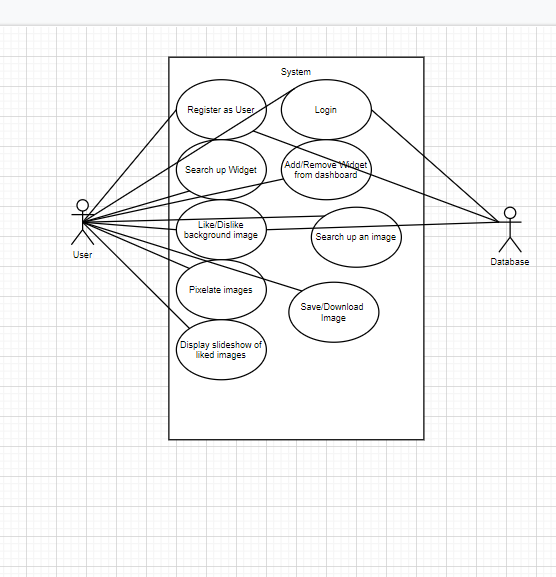 System
Register as User
Login
Search up Widget
Add/Remove Widget
from dashboard
Like/Dislike
background image
Search up an image
User
Database
Pixelate images
Save/Download
Image
Display slideshow of
liked images